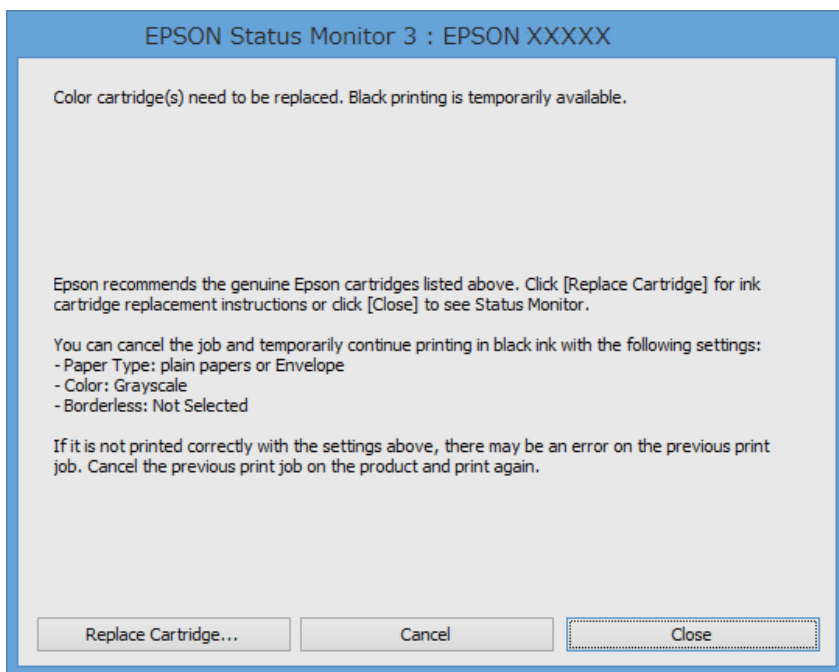 EPSON Status Monitor 3 : EPSON XXXXX
Color cartridge(s) need to be replaced. Black printing is temporarily available.
Epson recommends the genuine Epson cartridges listed above. Click [Replace Cartridge] for ink
cartridge replacement instructions or click [Close] to see Status Monitor.
You can cancel the job and temporarily continue printing in black ink with the following settings:
- Paper Type: plain papers or Envelope
- Color: Grayscale
- Borderless: Not Selected
If it is not printed correctly with the settings above, there may be an error on the previous print
job. Cancel the previous print job on the product and print again.
Replace Cartridge... Cancel Close